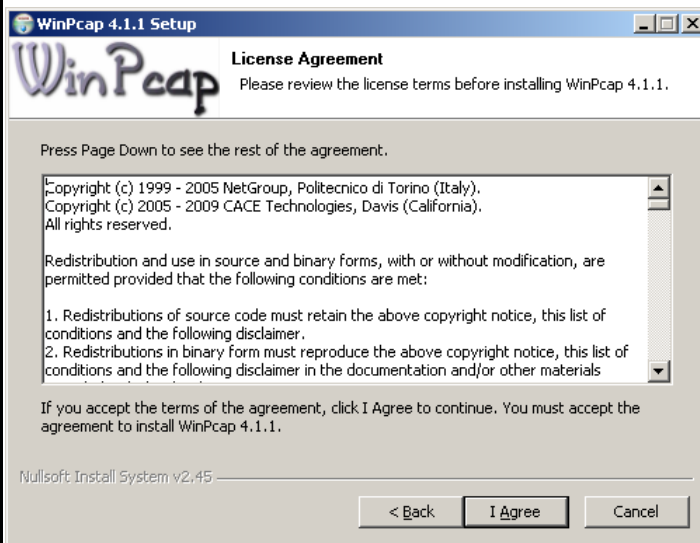 WinPcap 4.1.1 Setup
WinPcap
License Agreement
Please review the license terms before installing WinPcap 4.1.1.
Press Page Down to see the rest of the agreement.
Copyright (c) 1999 - 2005 NetGroup, Politecnico di Torino (Italy).
Copyright (c) 2005 - 2009 CACE Technologies, Davis (California).
All rights reserved.
Redistribution and use in source and binary forms, with or without modification, are
permitted provided that the following conditions are met:
1. Redistributions of source code must retain the above copyright notice, this list of
conditions and the following disclaimer.
2. Redistributions in binary form must reproduce the above copyright notice, this list of
conditions and the following disclaimer in the documentation and/or other materials
If you accept the terms of the agreement, click I Agree to continue. You must accept the
agreement to install WinPcap 4.1.1.
Nullsoft Install System v2.45
< Back
I Agree
Cancel